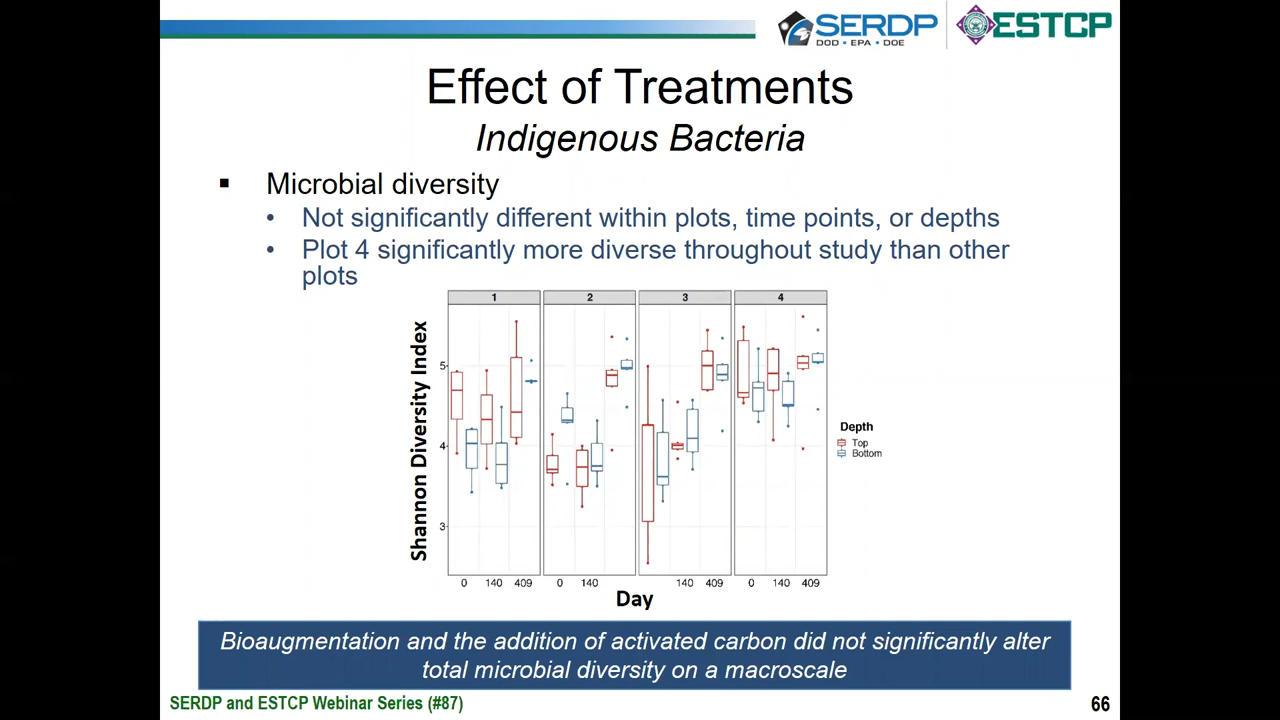 SERDP
DOD • EPA • DOE
ESTCP
Effect of Treatments
Indigenous Bacteria
▪ Microbial diversity
• Not significantly different within plots, time points, or depths
• Plot 4 significantly more diverse throughout study than other
plots
1 2 3 4
Shannon Diversity Index
5
4
3
0 140 409 0 140 140 409 0 140 409
Day
Depth
Top
Bottom
Bioaugmentation and the addition of activated carbon did not significantly alter
total microbial diversity on a macroscale
SERDP and ESTCP Webinar Series (#87)
66